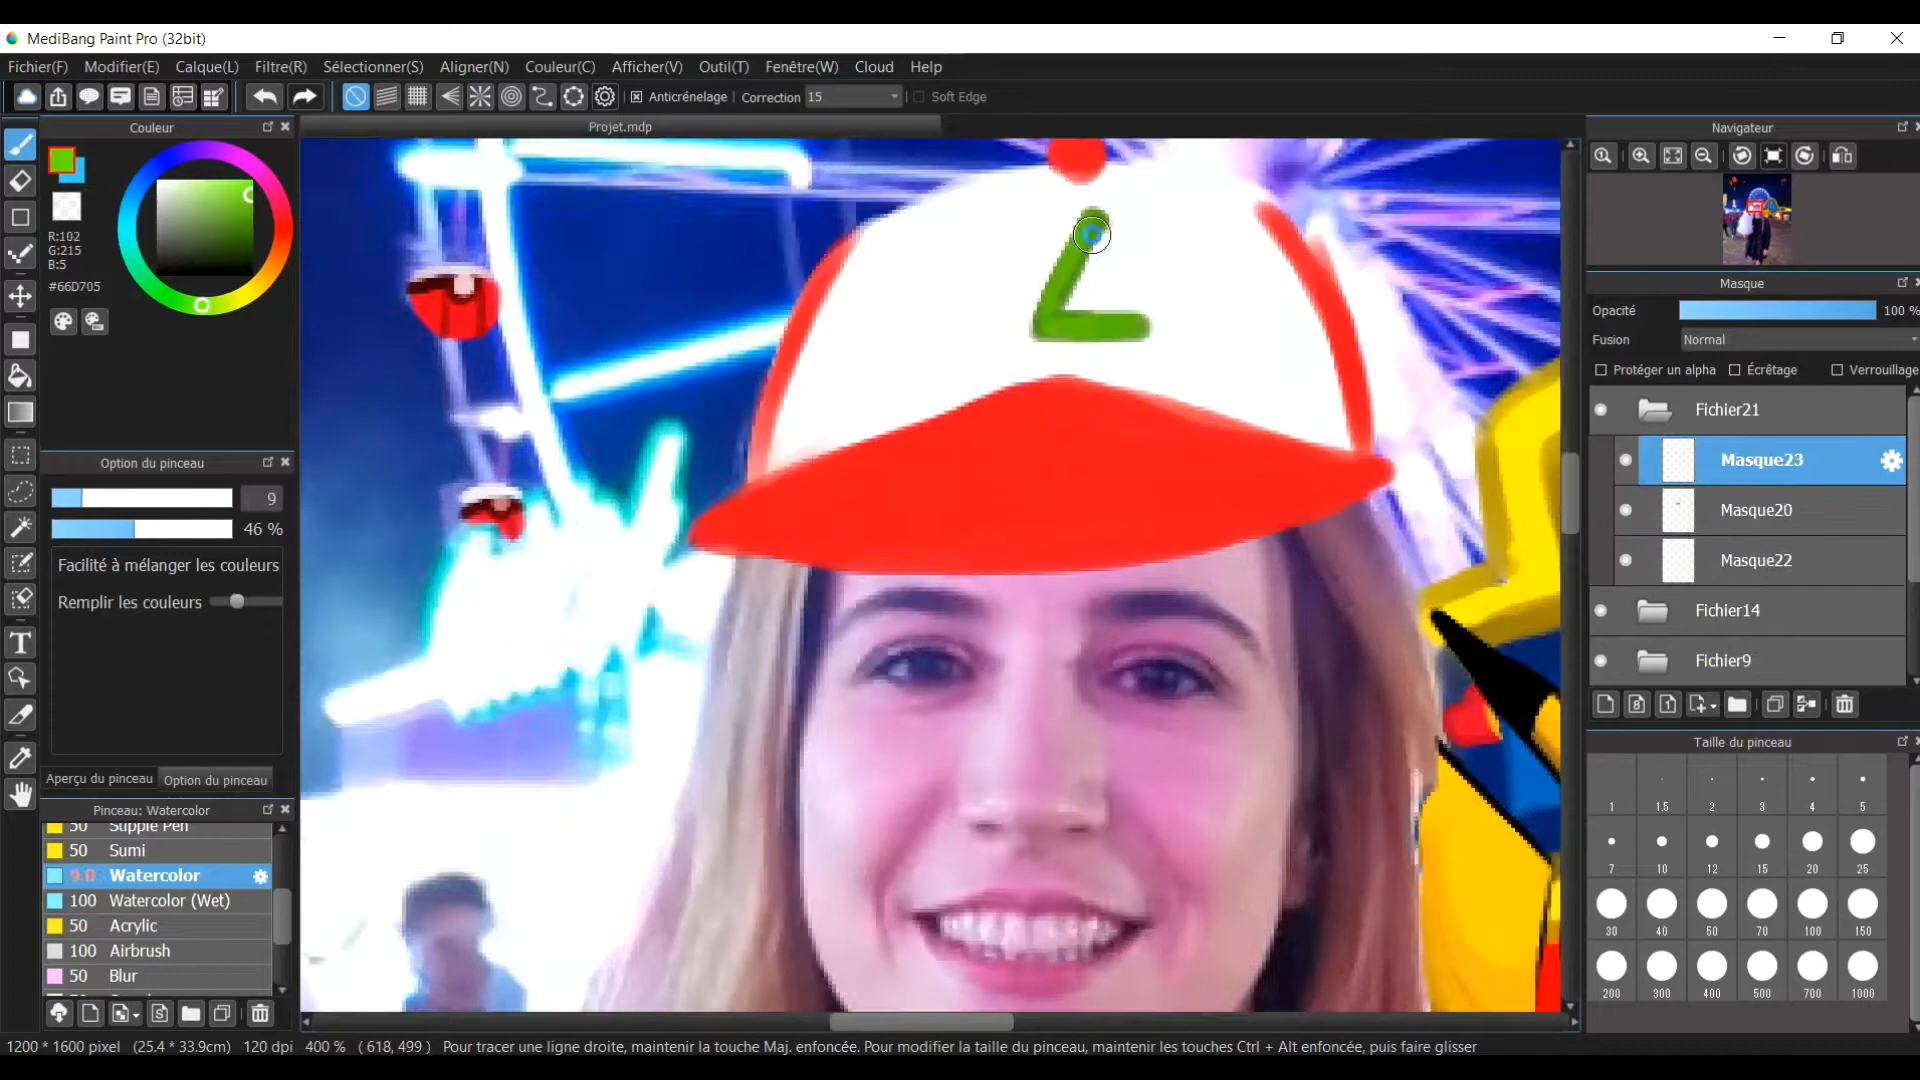 MediBang Paint Pro (32bit)
Fichier(F) Modifier(E) Calque(L) Filtre(R) Sélectionner(S) Aligner(N) Couleur(C) Afficher(V) Outil(T) Fenêtre(W) Cloud Help
Anticrénelage Correction 15 Soft Edge
Couleur
Projet.mdp
Navigateur
R:102
G:215
B:5
#66D705
Masque
Opacité 100 %
Fusion Normal
Protéger un alpha Écrêtage Verrouillage
Fichier21
Masque23
Masque20
Masque22
Fichier14
Fichier9
Option du pinceau
9
46 %
Facilité à mélanger les couleurs
Remplir les couleurs
Aperçu du pinceau Option du pinceau
Pinceau: Watercolor
50 Supple Pen
50 Sumi
9.0 Watercolor
100 Watercolor (Wet)
50 Acrylic
100 Airbrush
50 Blur
Taille du pinceau
1 1.5 2 3 4 5
7 10 12 15 20 25
30 40 50 70 100 150
200 300 400 500 700 1000
1200 * 1600 pixel (25.4 * 33.9cm) 120 dpi 400 % ( 618, 499 ) Pour tracer une ligne droite, maintenir la touche Maj. enfoncée. Pour modifier la taille du pinceau, maintenir les touches Ctrl + Alt enfoncée, puis faire glisser